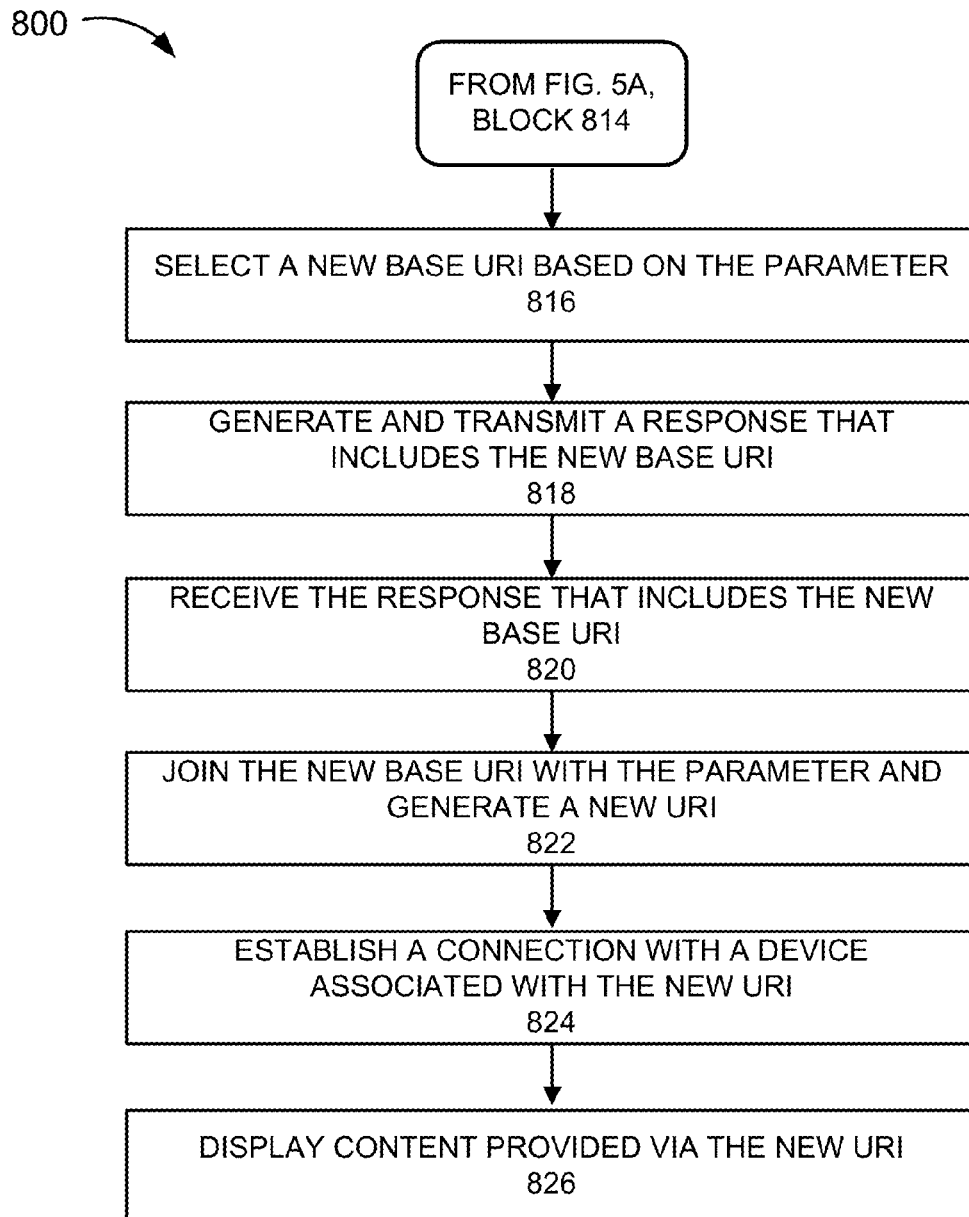 800
FROM FIG. 5A,
BLOCK 814
SELECT A NEW BASE URI BASED ON THE PARAMETER
816
GENERATE AND TRANSMIT A RESPONSE THAT
INCLUDES THE NEW BASE URI
818
RECEIVE THE RESPONSE THAT INCLUDES THE NEW
BASE URI
820
JOIN THE NEW BASE URI WITH THE PARAMETER AND
GENERATE A NEW URI
822
ESTABLISH A CONNECTION WITH A DEVICE
ASSOCIATED WITH THE NEW URI
824
DISPLAY CONTENT PROVIDED VIA THE NEW URI
826